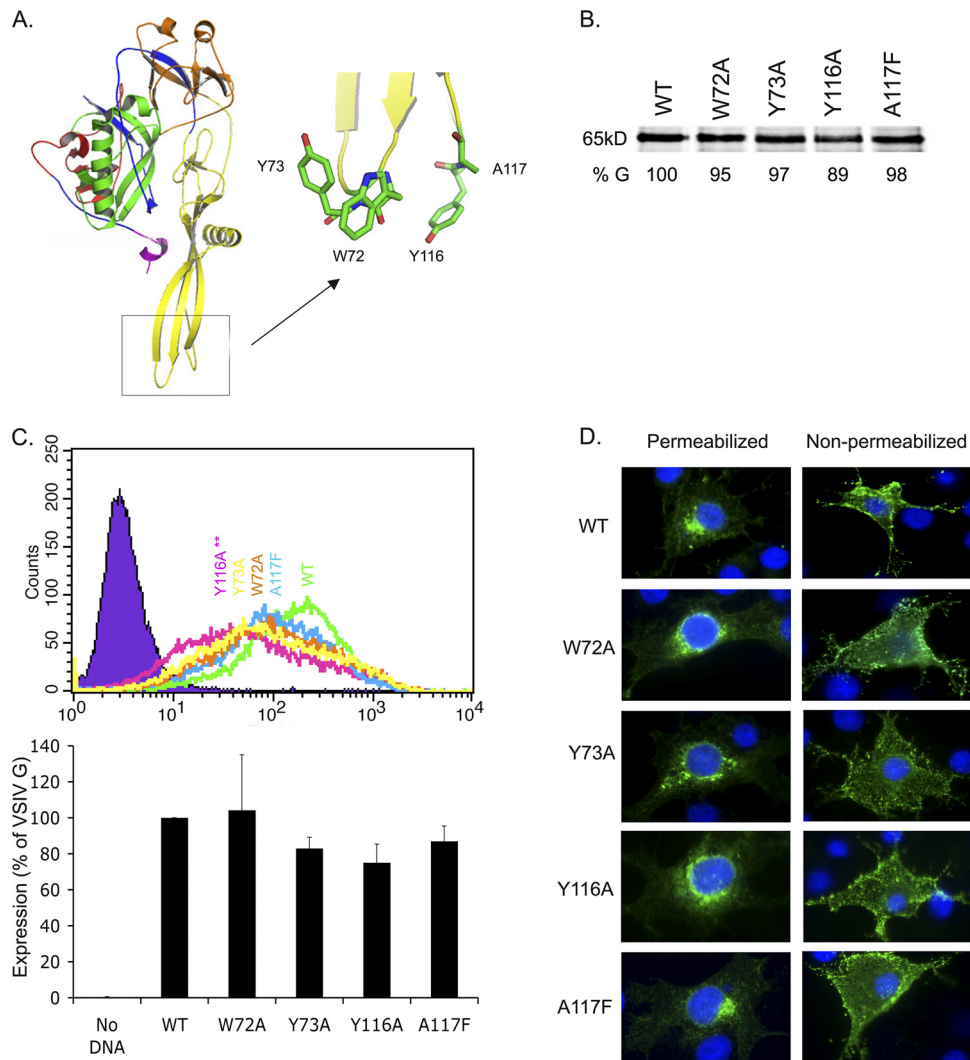 A.
Y73
W72
Y116
A117
B.
WT
W72A
Y73A
Y116A
A117F
65kD
% G 100 95 97 89 98
C.
Counts
250
200
150
100
50
0
Y116A **
Y73A
W72A
A117F
WT
10^0 10^1 10^2 10^3 10^4
Expression (% of VSIV G)
140
120
100
80
60
40
20
0
No DNA
WT
W72A
Y73A
Y116A
A117F
D.
Permeabilized Non-permeabilized
WT
W72A
Y73A
Y116A
A117F